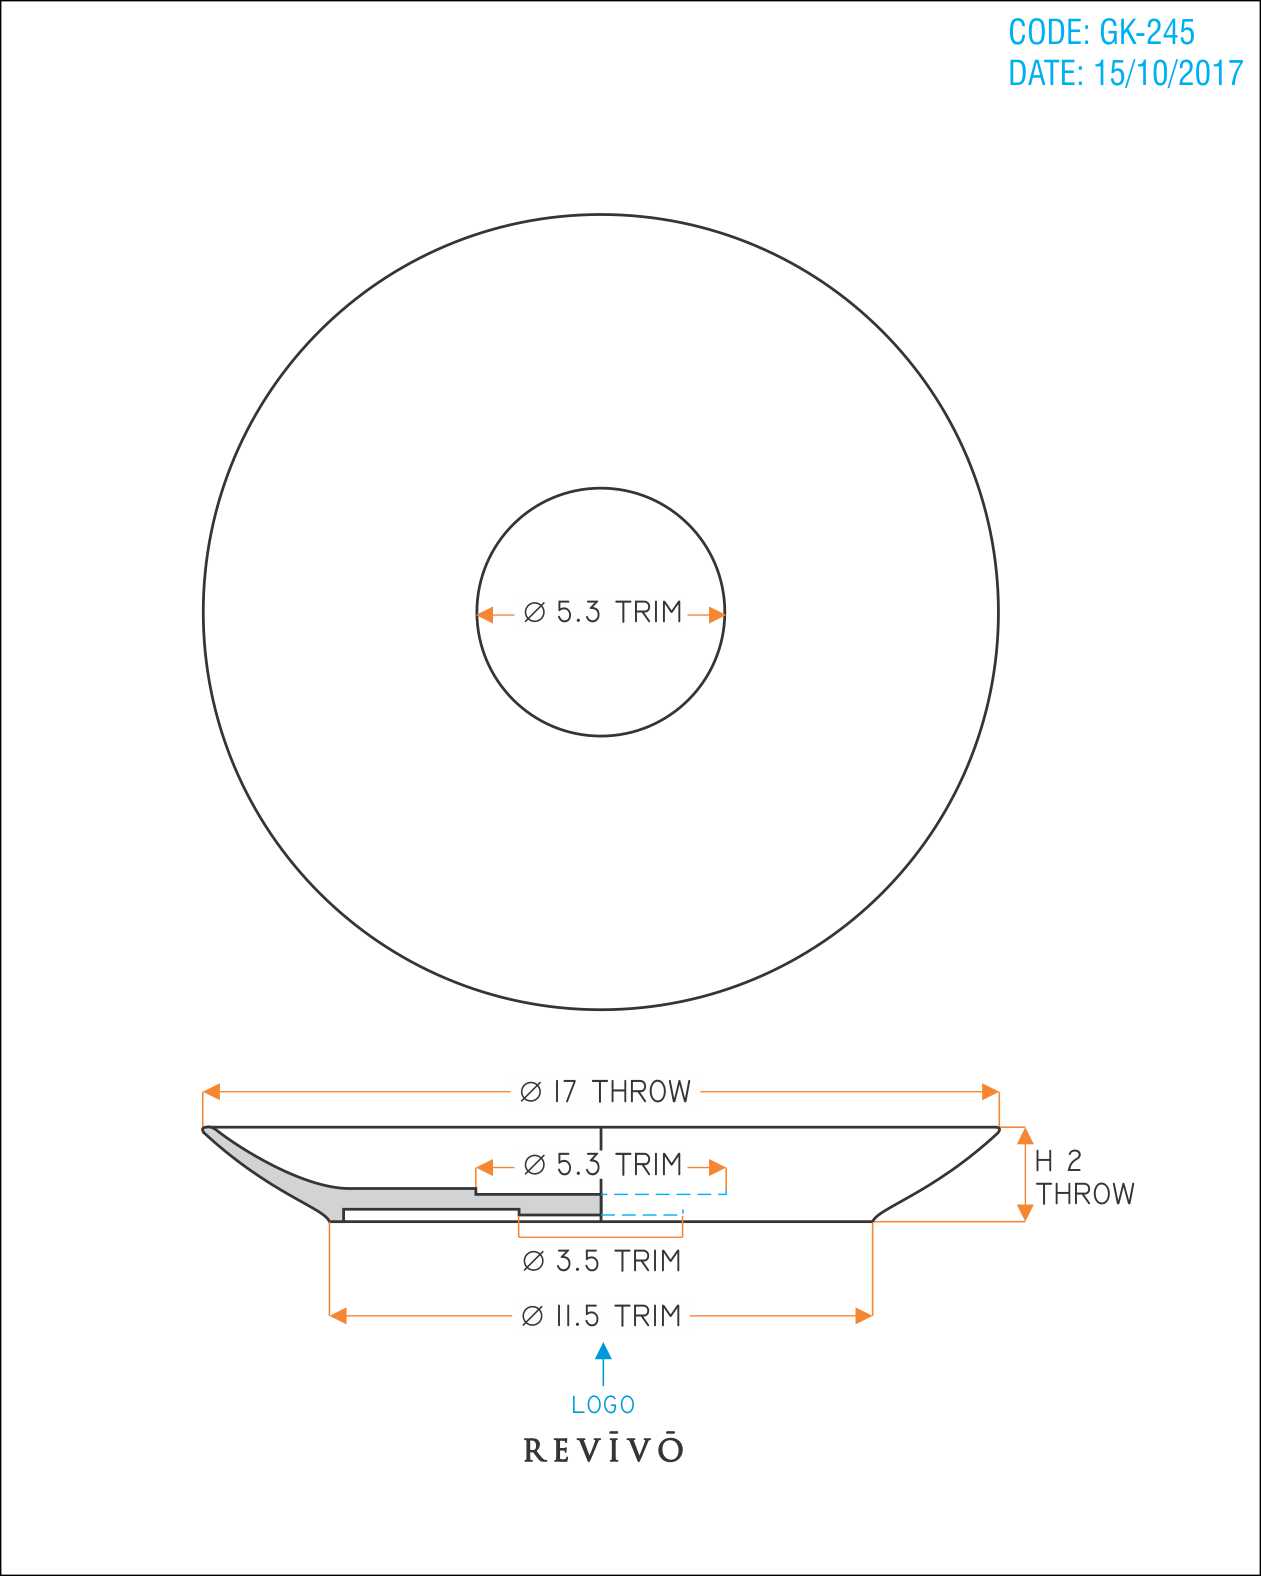 CODE: GK-245
DATE: 15/10/2017
∅ 5.3 TRIM
∅ 17 THROW
∅ 5.3 TRIM
H 2
THROW
∅ 3.5 TRIM
∅ 11.5 TRIM
LOGO
REVĪVŌ